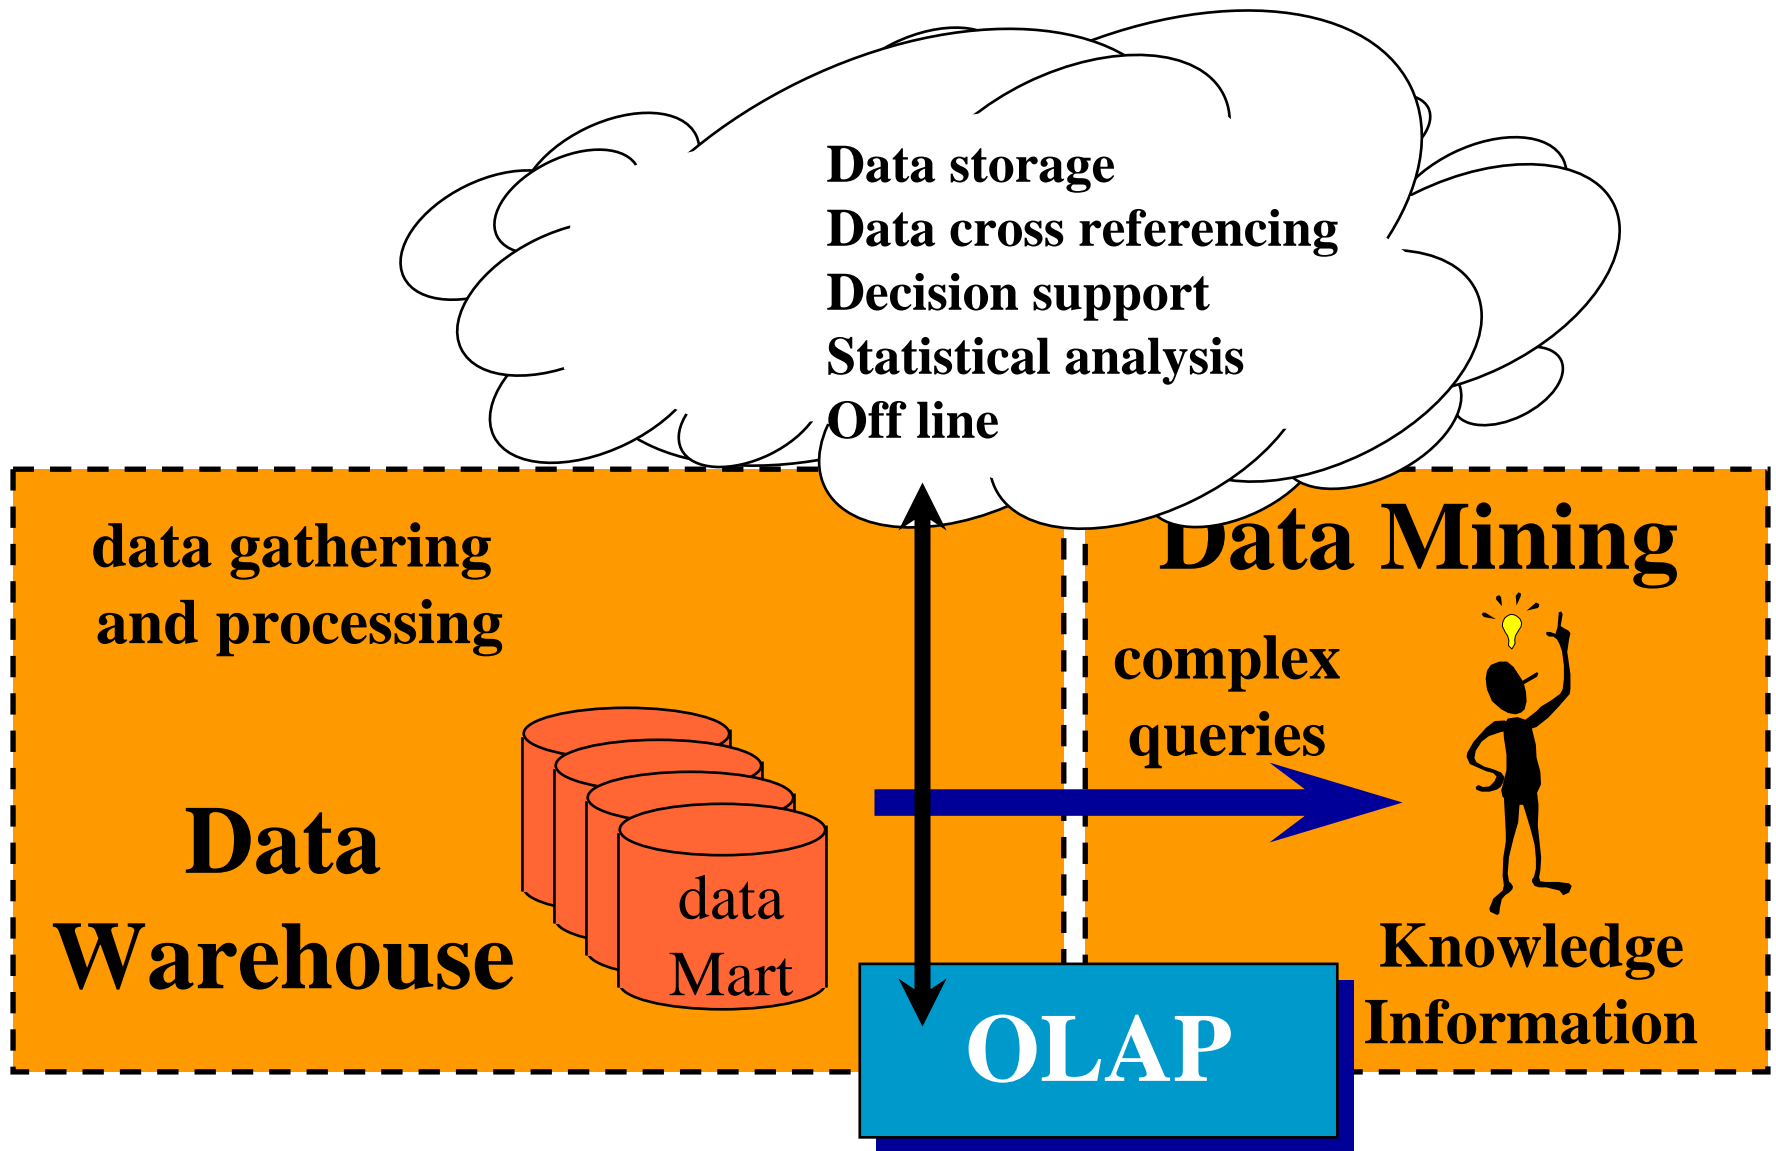 Data storage
Data cross referencing
Decision support
Statistical analysis
Off line
data gathering
and processing
Data
Warehouse
data
Mart
Data Mining
complex
queries
Knowledge
Information
OLAP